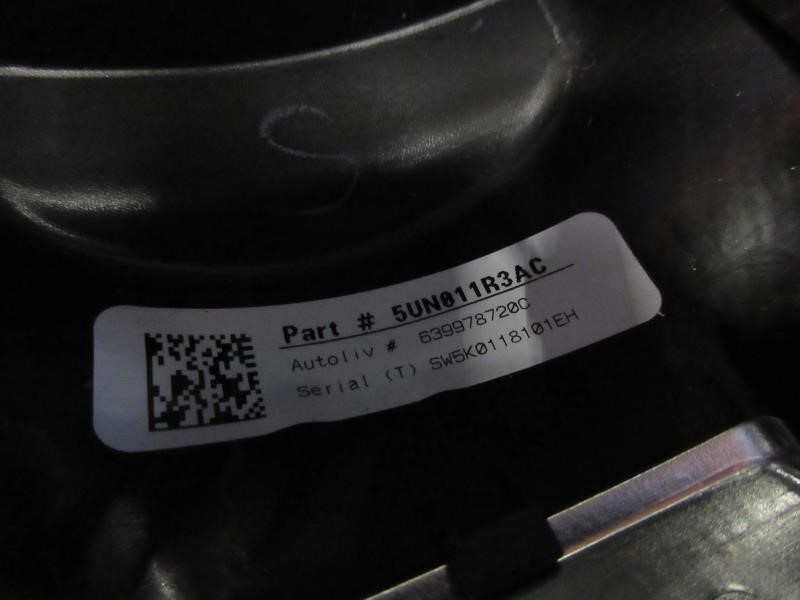 S
Part # 5UN011R3AC
Autoliv # 639978720C
Serial (T) SW5K0118101EH